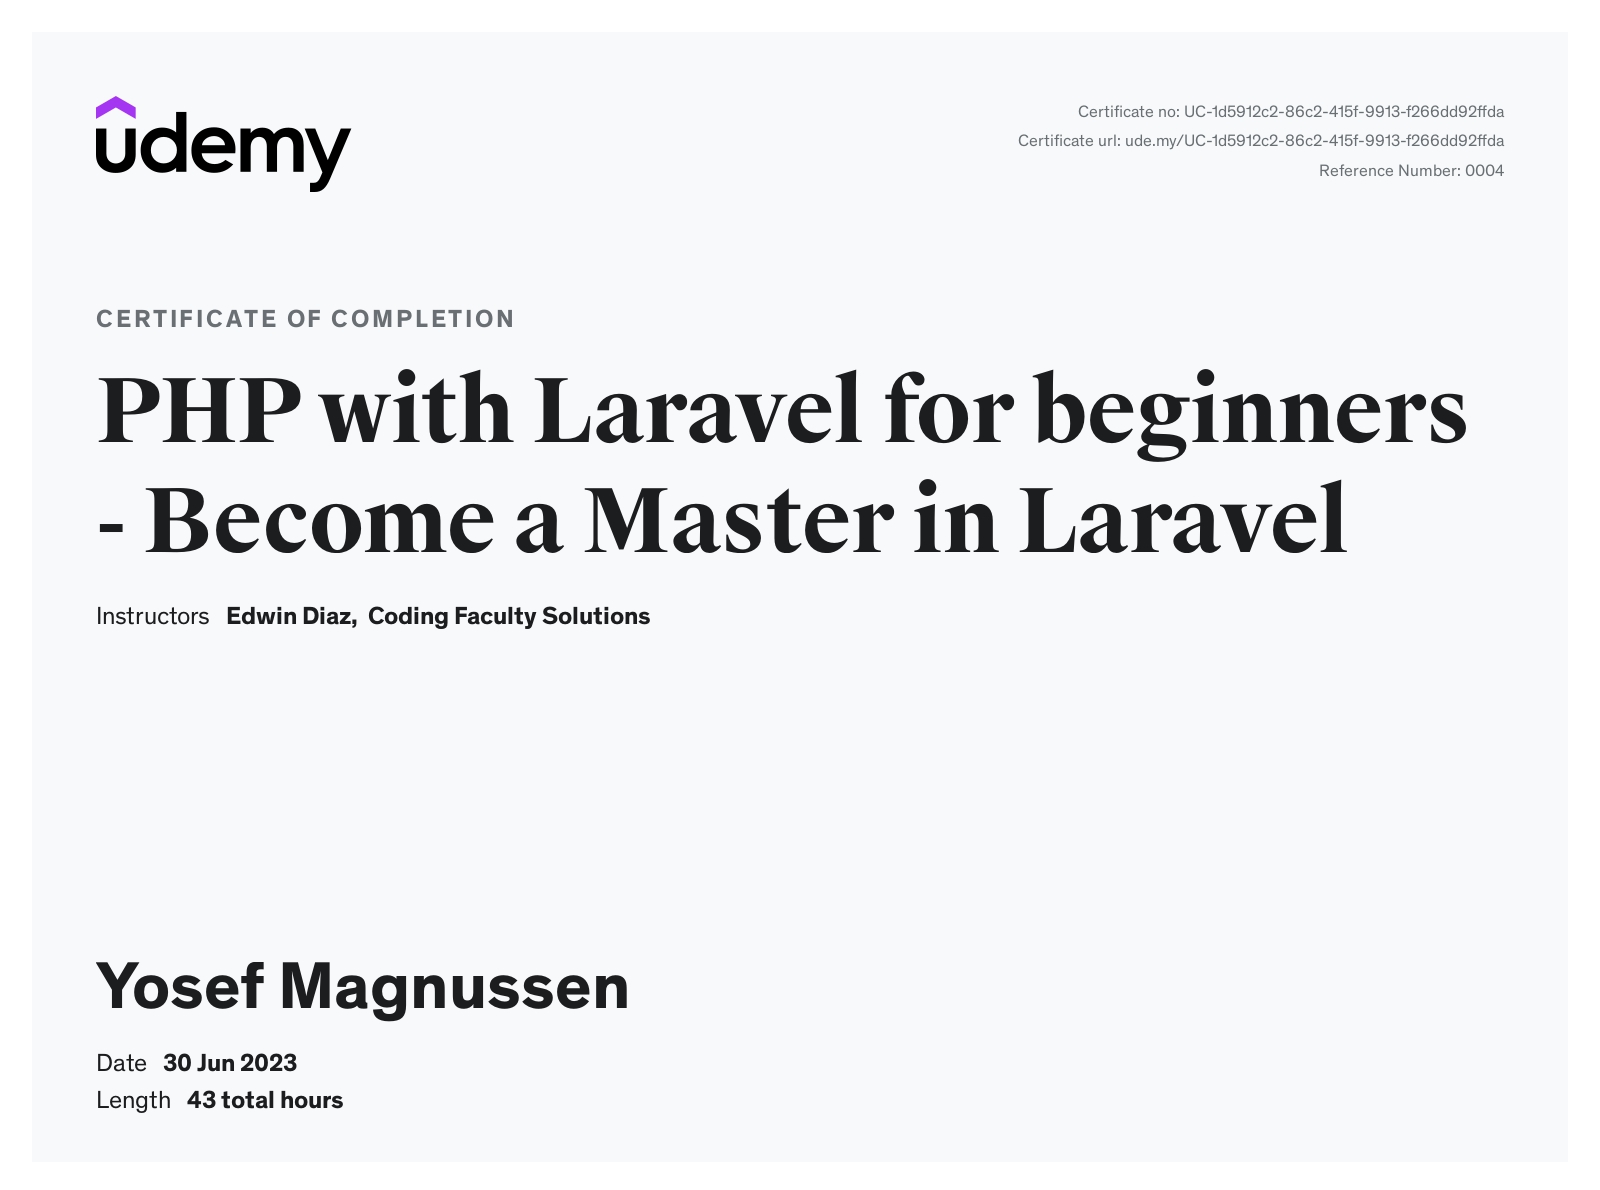 udemy
Certificate no: UC-1d5912c2-86c2-415f-9913-f266dd92ffda
Certificate url: ude.my/UC-1d5912c2-86c2-415f-9913-f266dd92ffda
Reference Number: 0004
CERTIFICATE OF COMPLETION
PHP with Laravel for beginners
- Become a Master in Laravel
Instructors Edwin Diaz, Coding Faculty Solutions
Yosef Magnussen
Date 30 Jun 2023
Length 43 total hours